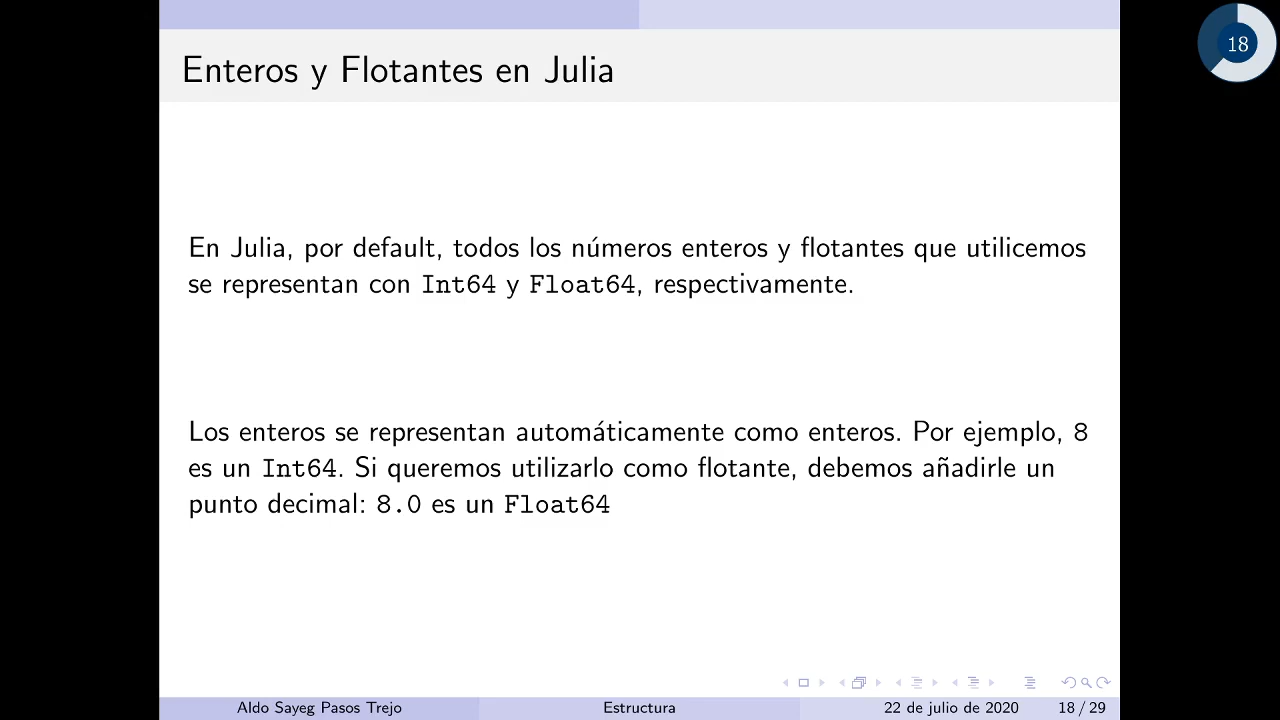 18
Enteros y Flotantes en Julia
En Julia, por default, todos los números enteros y flotantes que utilicemos
se representan con Int64 y Float64, respectivamente.
Los enteros se representan automáticamente como enteros. Por ejemplo, 8
es un Int64. Si queremos utilizarlo como flotante, debemos añadirle un
punto decimal: 8.0 es un Float64
Aldo Sayeg Pasos Trejo Estructura 22 de julio de 2020 18 / 29